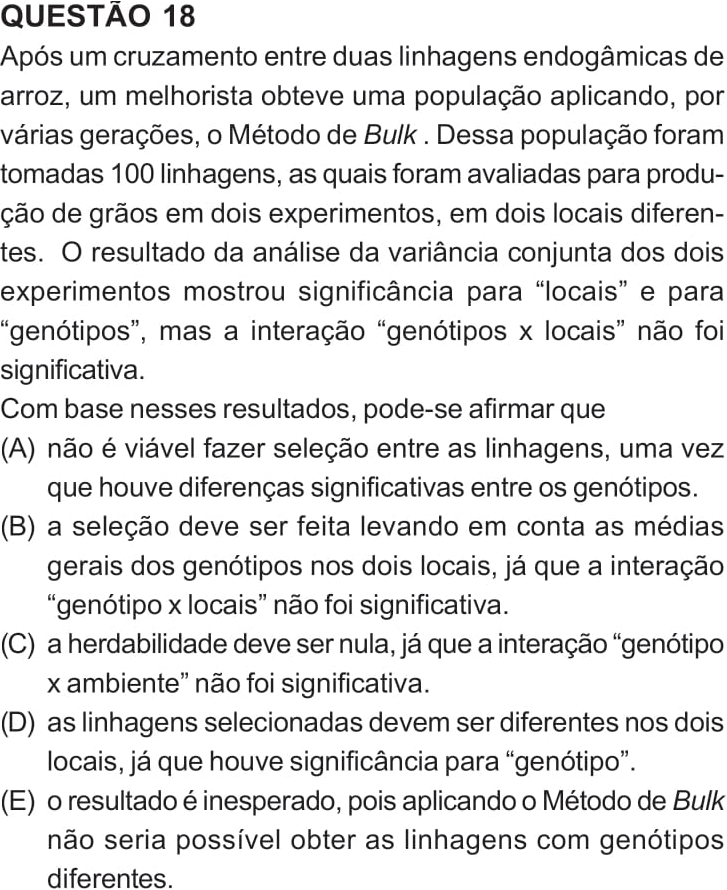 QUESTÃO 18
Após um cruzamento entre duas linhagens endogâmicas de
arroz, um melhorista obteve uma população aplicando, por
várias gerações, o Método de Bulk . Dessa população foram
tomadas 100 linhagens, as quais foram avaliadas para produ-
ção de grãos em dois experimentos, em dois locais diferen-
tes. O resultado da análise da variância conjunta dos dois
experimentos mostrou significância para “locais” e para
“genótipos”, mas a interação “genótipos x locais” não foi
significativa.
Com base nesses resultados, pode-se afirmar que
(A) não é viável fazer seleção entre as linhagens, uma vez
que houve diferenças significativas entre os genótipos.
(B) a seleção deve ser feita levando em conta as médias
gerais dos genótipos nos dois locais, já que a interação
“genótipo x locais” não foi significativa.
(C) a herdabilidade deve ser nula, já que a interação “genótipo
x ambiente” não foi significativa.
(D) as linhagens selecionadas devem ser diferentes nos dois
locais, já que houve significância para “genótipo”.
(E) o resultado é inesperado, pois aplicando o Método de Bulk
não seria possível obter as linhagens com genótipos
diferentes.